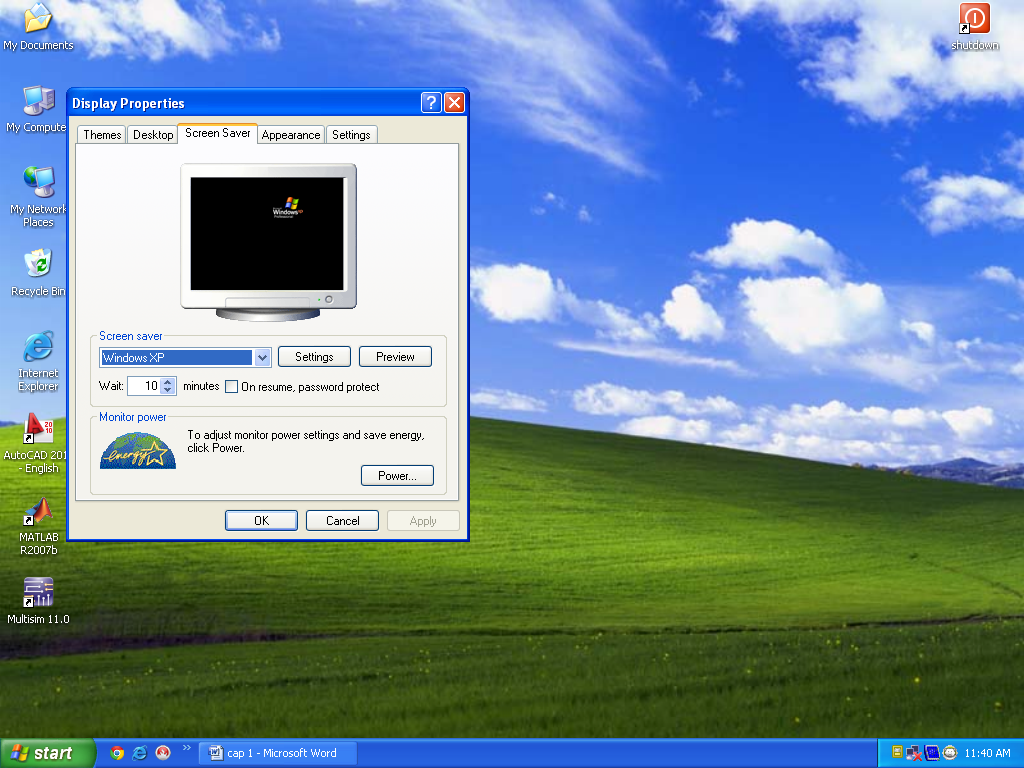 My Documents
shutdown
My Compute
My Network
Places
Recycle Bin
Internet
Explorer
AutoCAD 201
- English
MATLAB
R2007b
Multisim 11.0
Display Properties
Themes
Desktop
Screen Saver
Appearance
Settings
Windows xp
Professional
Screen saver
Windows XP
Settings
Preview
Wait:
10
minutes
On resume, password protect
Monitor power
energy
To adjust monitor power settings and save energy,
click Power.
Power...
OK
Cancel
Apply
start
cap 1 - Microsoft Word
11:40 AM